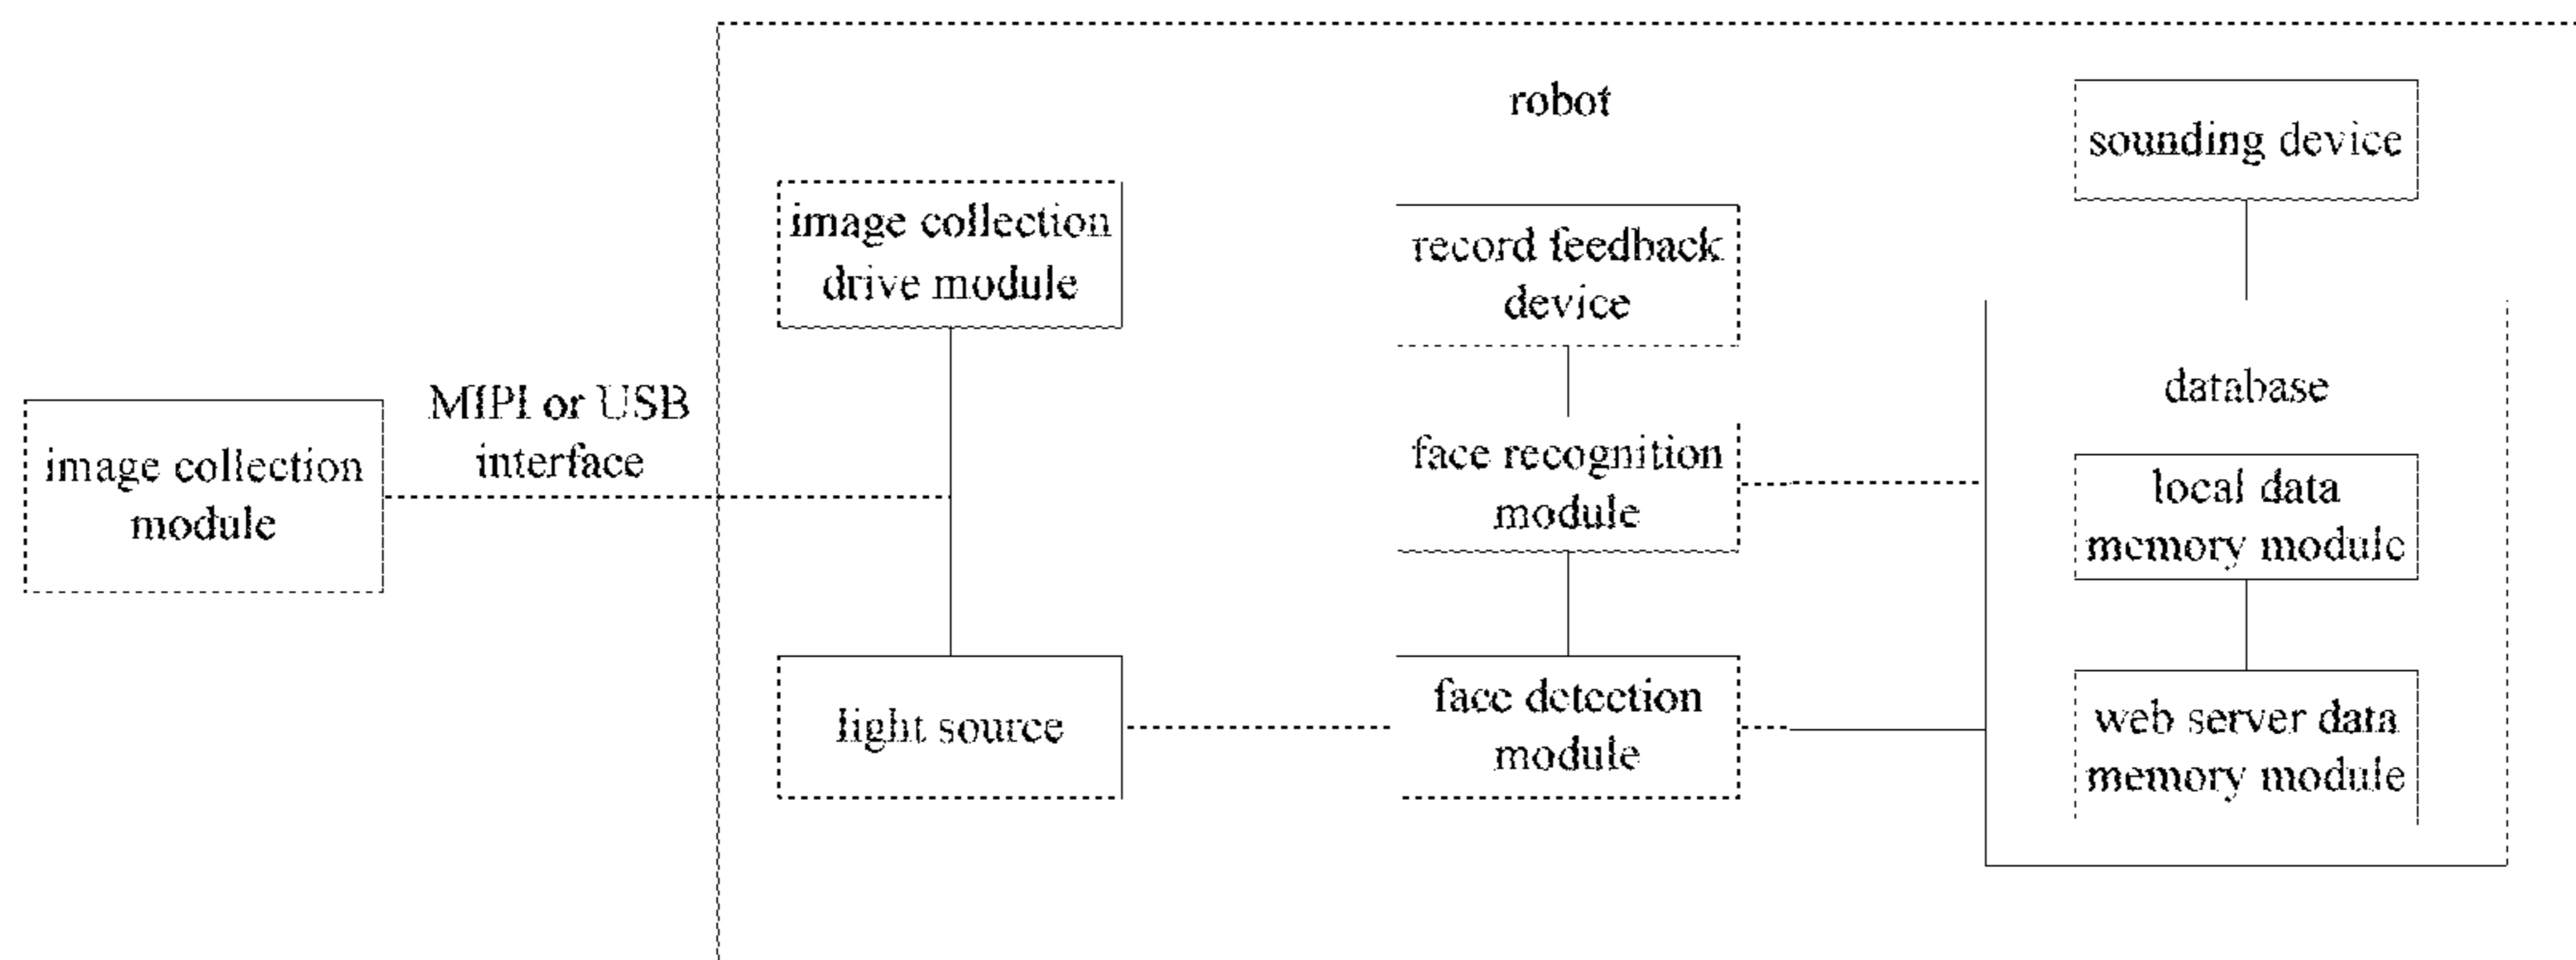 robot
sounding device
image collection
drive module
record feedback
device
MIPI or USB
interface
image collection
module
face recognition
module
database
local data
memory module
light source
face detection
module
web server data
memory module